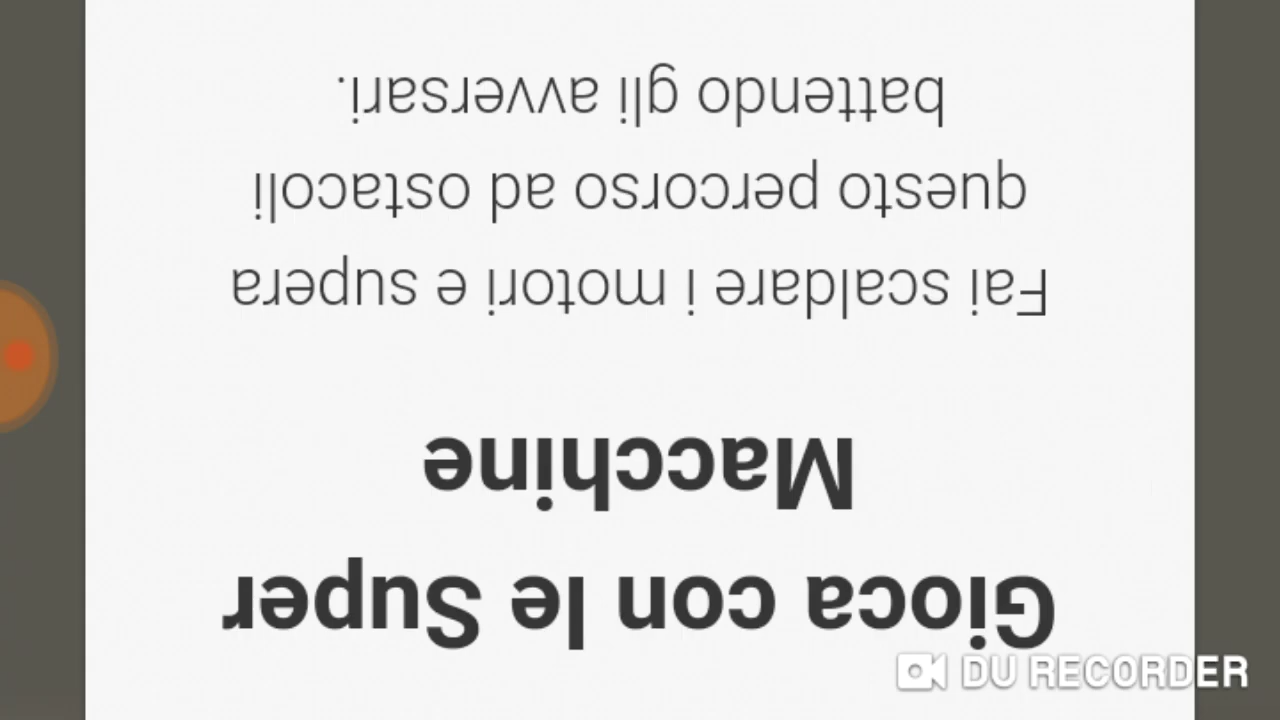 Gioca con le Super
Macchine
Fai scaldare i motori e supera
questo percorso ad ostacoli
battendo gli avversari.
DU RECORDER